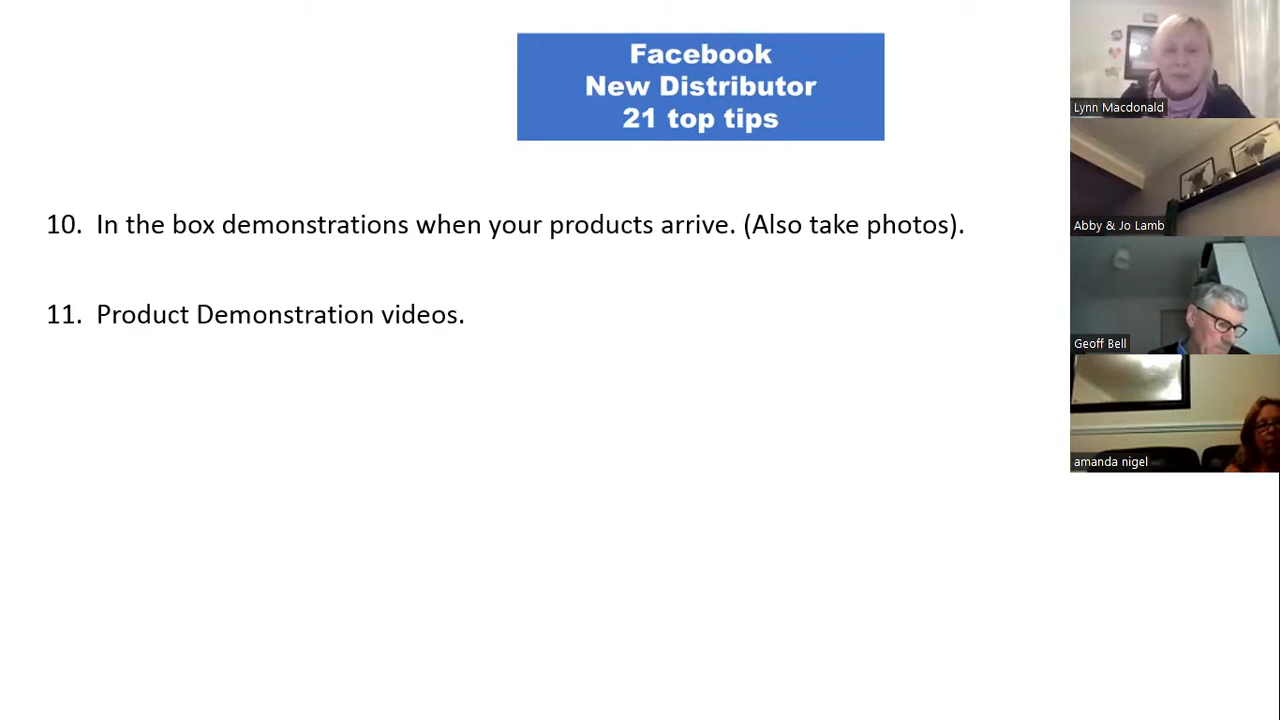 Facebook
New Distributor
21 top tips
10. In the box demonstrations when your products arrive. (Also take photos).
11. Product Demonstration videos.
Lynn Macdonald
Abby & Jo Lamb
Geoff Bell
amanda nigel